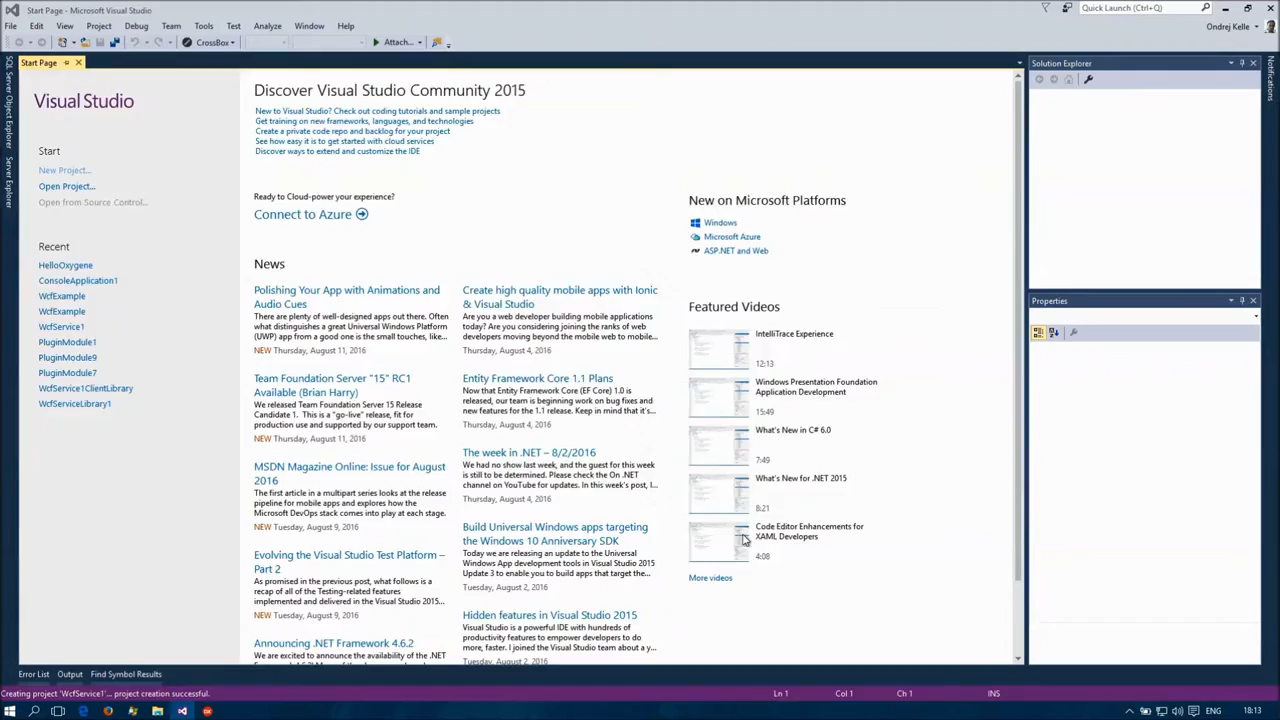 Start Page - Microsoft Visual Studio
Quick Launch (Ctrl+Q)
File Edit View Project Debug Team Tools Test Analyze Window Help
Ondrej Kelle
CrossBox
Attach...
Start Page
Solution Explorer
SQL Server Object Explorer
Server Explorer
Notifications
Visual Studio
Start
New Project...
Open Project...
Open from Source Control...
Recent
HelloOxygene
ConsoleApplication1
WcfExample
WcfExample
WcfService1
PluginModule1
PluginModule9
PluginModule7
WcfService1ClientLibrary
WcfServiceLibrary1
Discover Visual Studio Community 2015
New to Visual Studio? Check out coding tutorials and sample projects
Get training on new frameworks, languages, and technologies
Create a private code repo and backlog for your project
See how easy it is to get started with cloud services
Discover ways to extend and customize the IDE
Ready to Cloud-power your experience?
Connect to Azure
News
Polishing Your App with Animations and
Audio Cues
There are plenty of well-designed apps out there. Often
what distinguishes a great Universal Windows Platform
(UWP) app from a good one is the small touches, like...
NEW Thursday, August 11, 2016
Team Foundation Server "15" RC1
Available (Brian Harry)
We released Team Foundation Server 15 Release
Candidate 1. This is a "go-live" release, fit for
production use and supported by our support team.
NEW Thursday, August 11, 2016
MSDN Magazine Online: Issue for August
2016
The first article in a multipart series looks at the release
pipeline for mobile apps and explores how the
Microsoft DevOps stack comes into play at each stage.
NEW Tuesday, August 9, 2016
Evolving the Visual Studio Test Platform –
Part 2
As promised in the previous post, what follows is a
recap of all of the Testing-related features
implemented and delivered in the Visual Studio 2015...
NEW Tuesday, August 9, 2016
Announcing .NET Framework 4.6.2
We are excited to announce the availability of the .NET
Create high quality mobile apps with Ionic
& Visual Studio
Are you a web developer building mobile applications
today? Are you considering joining the ranks of web
developers moving beyond the mobile web to mobile...
Thursday, August 4, 2016
Entity Framework Core 1.1 Plans
Now that Entity Framework Core (EF Core) 1.0 is
released, our team is beginning work on bug fixes and
new features for the 1.1 release. Keep in mind that it's...
Thursday, August 4, 2016
The week in .NET – 8/2/2016
We had no show last week, and the guest for this week
is still to be determined. Please check the On .NET
channel on YouTube for updates. In this week's post, I...
Thursday, August 4, 2016
Build Universal Windows apps targeting
the Windows 10 Anniversary SDK
Today we are releasing an update to the Universal
Windows App development tools in Visual Studio 2015
Update 3 to enable you to build apps that target the...
Tuesday, August 2, 2016
Hidden features in Visual Studio 2015
Visual Studio is a powerful IDE with hundreds of
productivity features to empower developers to do
more, faster. I joined the Visual Studio team about a y...
Tuesday, August 2, 2016
New on Microsoft Platforms
Windows
Microsoft Azure
ASP.NET and Web
Featured Videos
IntelliTrace Experience
12:13
Windows Presentation Foundation
Application Development
15:49
What's New in C# 6.0
7:49
What's New for .NET 2015
8:21
Code Editor Enhancements for
XAML Developers
4:08
More videos
Properties
Error List Output Find Symbol Results
Creating project 'WcfService1'... project creation successful.
Ln 1 Col 1 Ch 1 INS
ENG 18:13